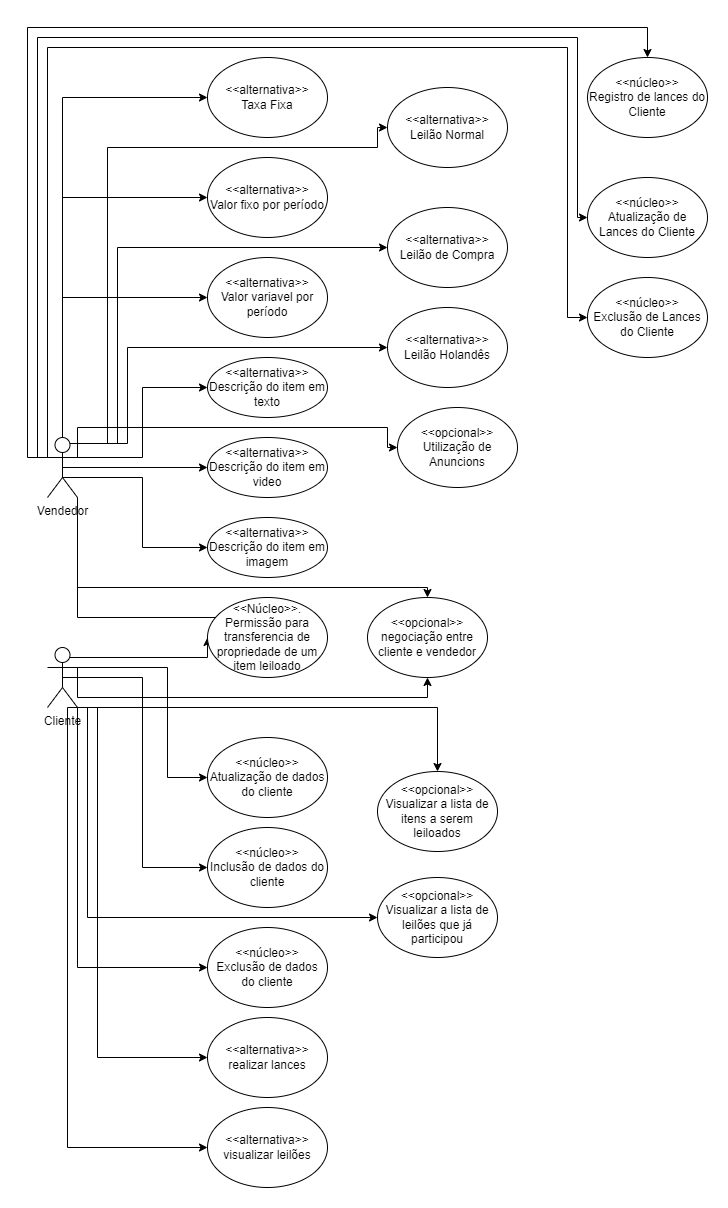 <<alternativa>>
Taxa Fixa
<<alternativa>>
Leilão Normal
<<núcleo>>
Registro de lances do
Cliente
<<alternativa>>
Valor fixo por período
<<núcleo>>
Atualização de
Lances do Cliente
<<alternativa>>
Leilão de Compra
<<alternativa>>
Valor variavel por
período
<<núcleo>>
Exclusão de Lances
do Cliente
<<alternativa>>
Leilão Holandês
<<alternativa>>
Descrição do item em
texto
<<opcional>>
Utilização de
Anuncions
<<alternativa>>
Descrição do item em
video
Vendedor
<<alternativa>>
Descrição do item em
imagem
<<Núcleo>>.
Permissão para
transferencia de
propriedade de um
item leiloado
<<opcional>>
negociação entre
cliente e vendedor
Cliente
<<núcleo>>
Atualização de dados
do cliente
<<opcional>>
Visualizar a lista de
itens a serem
leiloados
<<núcleo>>
Inclusão de dados do
cliente
<<opcional>>
Visualizar a lista de
leilões que já
participou
<<núcleo>>
Exclusão de dados
do cliente
<<alternativa>>
realizar lances
<<alternativa>>
visualizar leilões